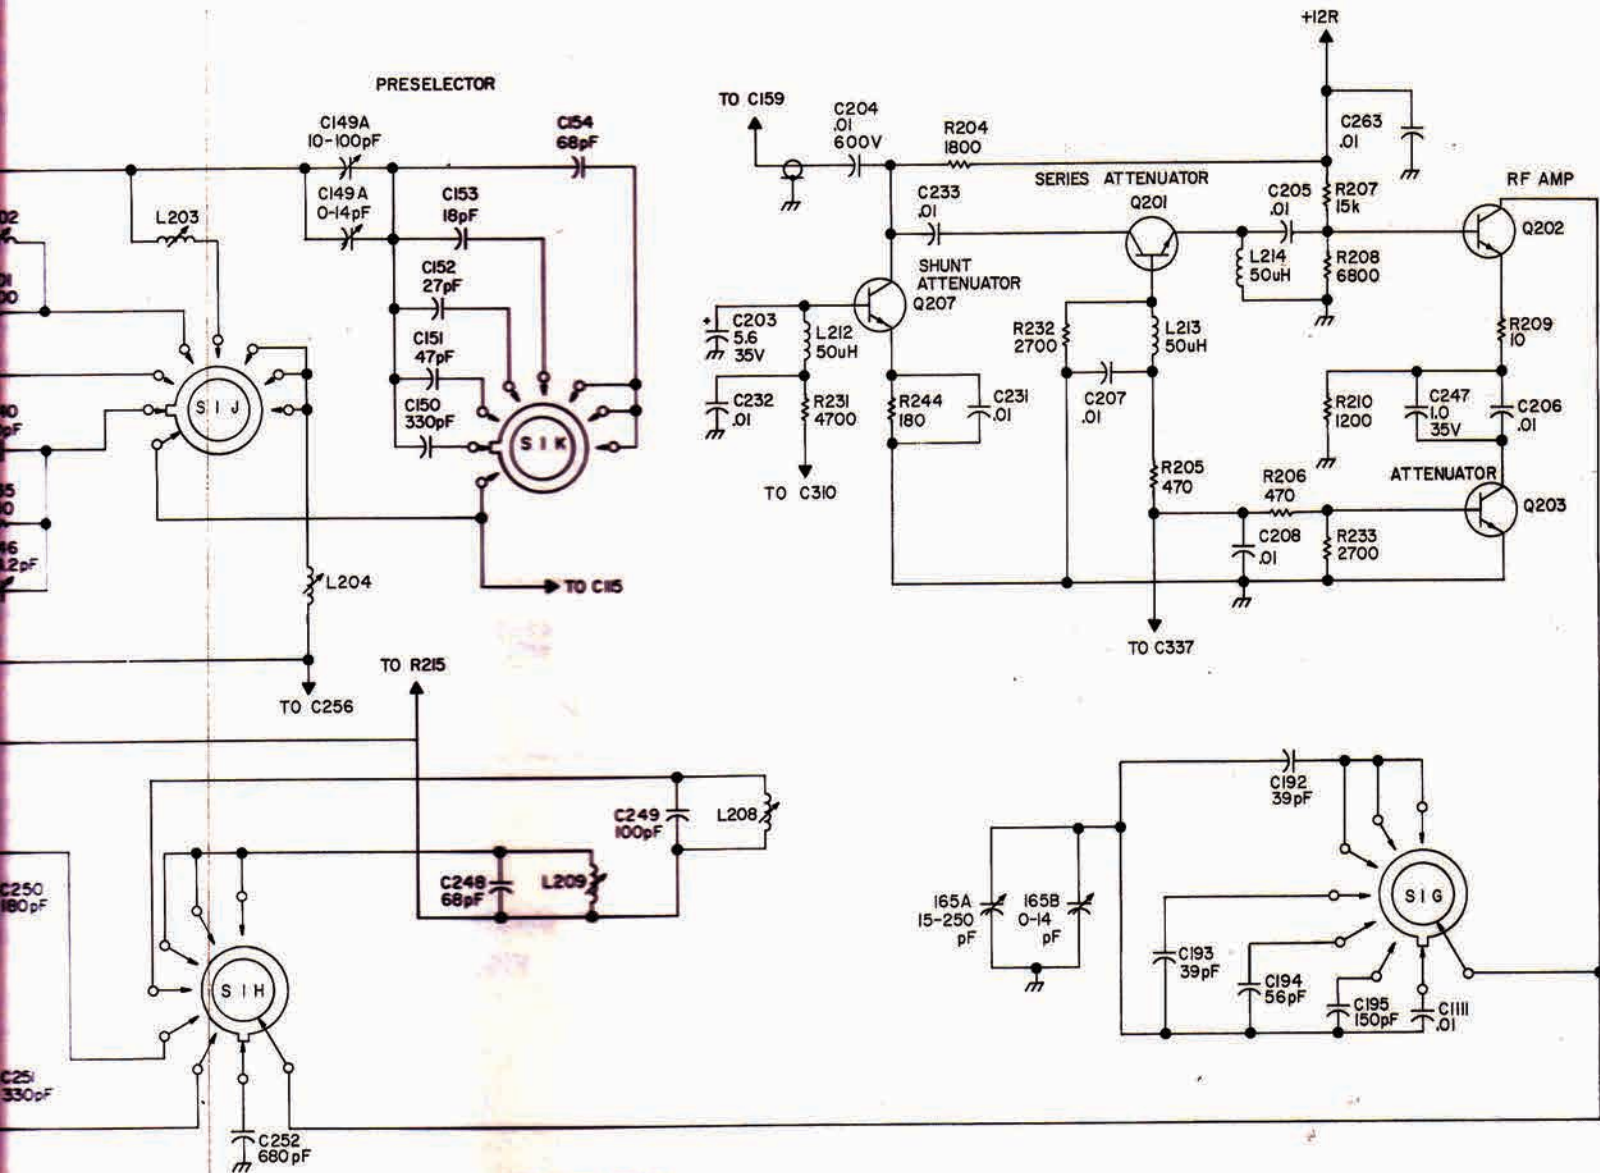 +12R
PRESELECTOR
TO C159
C149A
10-100pF
C154
68pF
C204
.01
600V
R204
1800
C263
.01
C149A
0-14pF
C153
18pF
C233
.01
SERIES ATTENUATOR
Q201
C205
.01
R207
15k
RF AMP
Q202
L203
C152
27pF
SHUNT
ATTENUATOR
Q207
L214
50uH
R208
6800
C203
5.6
35V
L212
50uH
R232
2700
L213
50uH
R209
10
C151
47pF
C150
330pF
S1J
S1K
C232
.01
R231
4700
R244
180
C231
.01
C207
.01
R210
1200
C247
1.0
35V
C206
.01
TO C310
R205
470
R206
470
ATTENUATOR
Q203
C208
.01
R233
2700
L204
TO C115
TO C337
TO R215
TO C256
C192
39pF
C249
100pF
L208
C248
68pF
L209
C250
180pF
165A
15-250
pF
165B
0-14
pF
S1G
C193
39pF
C194
56pF
C195
150pF
C1111
.01
S1H
C251
330pF
C252
680pF